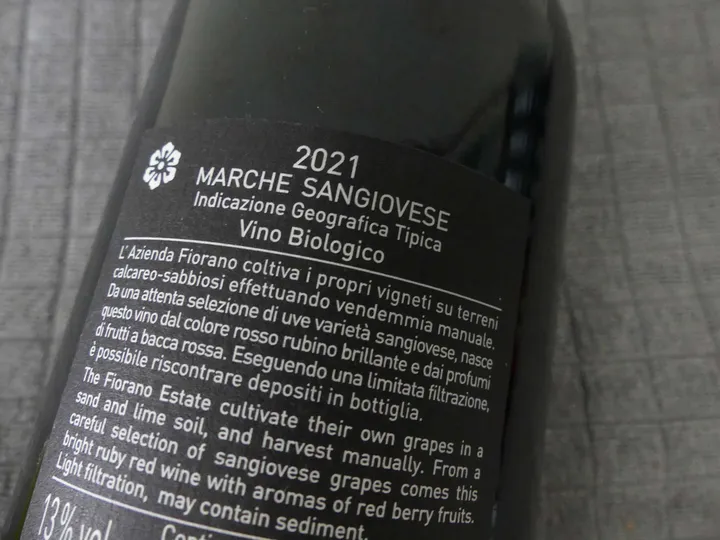 2021
MARCHE SANGIOVESE
Indicazione Geografica Tipica
Vino Biologico
L'Azienda Fiorano coltiva i propri vigneti su terreni
calcareo-sabbiosi effettuando vendemmia manuale.
Da una attenta selezione di uve varietà sangiovese, nasce
questo vino dal colore rosso rubino brillante e dai profumi
di frutti a bacca rossa. Eseguendo una limitata filtrazione,
è possibile riscontrare depositi in bottiglia.
The Fiorano Estate cultivate their own grapes in a
sand and lime soil, and harvest manually. From a
careful selection of sangiovese grapes comes this
bright ruby red wine with aromas of red berry fruits.
Light filtration, may contain sediment.
13% vol